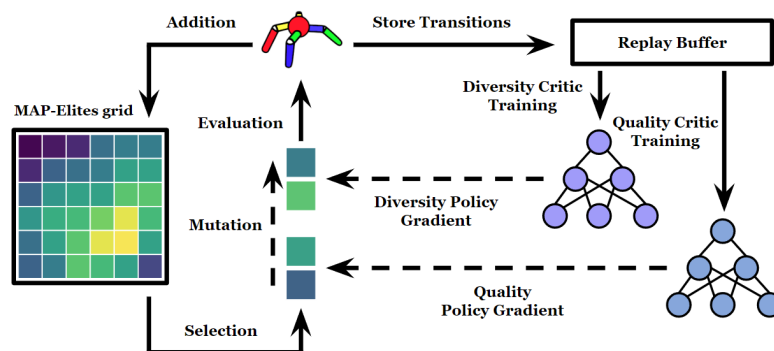 Addition
Store Transitions
Replay Buffer
Diversity Critic
Training
MAP-Elites grid
Evaluation
Quality Critic
Training
Mutation
Diversity Policy
Gradient
Quality
Policy Gradient
Selection